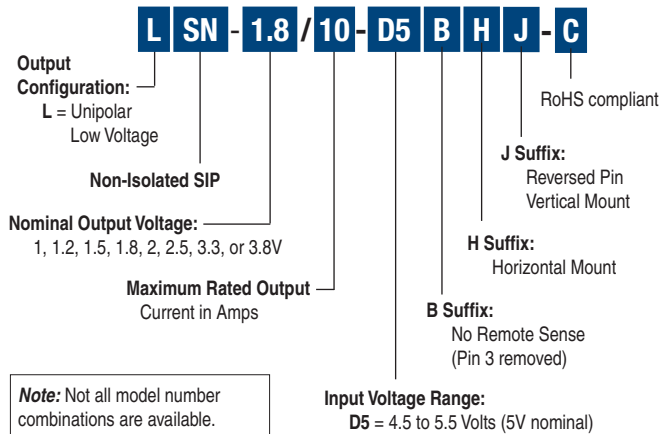 L SN - 1.8 / 10 - D5 B H J - C
Output
Configuration:
L = Unipolar
Low Voltage
RoHS compliant
J Suffix:
Reversed Pin
Vertical Mount
Non-Isolated SIP
Nominal Output Voltage:
1, 1.2, 1.5, 1.8, 2, 2.5, 3.3, or 3.8V
H Suffix:
Horizontal Mount
Maximum Rated Output
Current in Amps
B Suffix:
No Remote Sense
(Pin 3 removed)
Note: Not all model number
combinations are available.
Input Voltage Range:
D5 = 4.5 to 5.5 Volts (5V nominal)